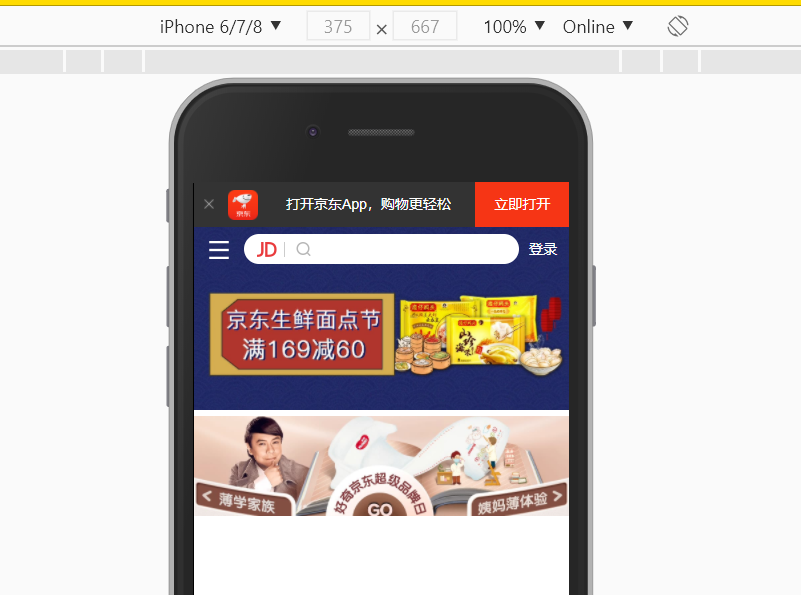 iPhone 6/7/8 ▼ 375 × 667 100% ▼ Online ▼
京东
打开京东App，购物更轻松 立即打开
JD 登录
京东生鲜面点节
满169减60
好奇京东超级品牌日
< 薄学家族
GO
姨妈薄体验 >